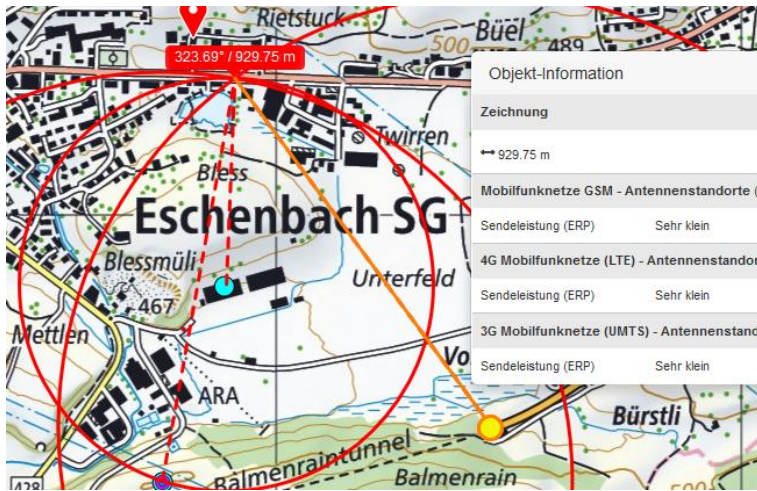 Rietstuck
Büel
500
489
323.69° / 929.75 m
Objekt-Information
Zeichnung
929.75 m
Mobilfunknetze GSM - Antennenstandorte (
Sendeleistung (ERP) Sehr klein
4G Mobilfunknetze (LTE) - Antennenstandor
Sendeleistung (ERP) Sehr klein
3G Mobilfunknetze (UMTS) - Antennenstand
Sendeleistung (ERP) Sehr klein
Twirren
Bless
Eschenbach SG
Blessmüli
Unterfeld
467
Mettlen
Vo
ARA
Bürstli
Balmenraintunnel
Balmenrain
428
500